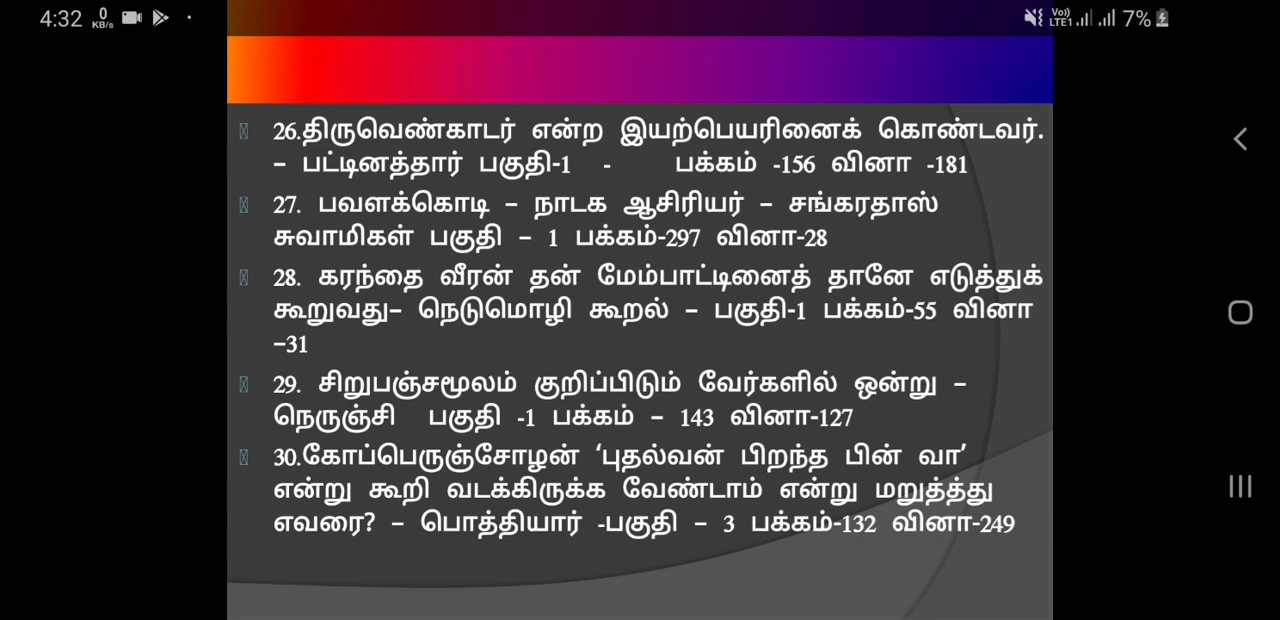 4:32 0 KB/s Vo) LTE1 7%
26.திருவெண்காடர் என்ற இயற்பெயரினைக் கொண்டவர்.
– பட்டினத்தார் பகுதி-1 - பக்கம் -156 வினா -181
27. பவளக்கொடி – நாடக ஆசிரியர் – சங்கரதாஸ்
சுவாமிகள் பகுதி – 1 பக்கம்-297 வினா-28
28. கரந்தை வீரன் தன் மேம்பாட்டினைத் தானே எடுத்துக்
கூறுவது– நெடுமொழி கூறல் – பகுதி-1 பக்கம்-55 வினா
–31
29. சிறுபஞ்சமூலம் குறிப்பிடும் வேர்களில் ஒன்று –
நெருஞ்சி பகுதி -1 பக்கம் – 143 வினா-127
30.கோப்பெருஞ்சோழன் ‘புதல்வன் பிறந்த பின் வா’
என்று கூறி வடக்கிருக்க வேண்டாம் என்று மறுத்த்து
எவரை? – பொத்தியார் -பகுதி – 3 பக்கம்-132 வினா-249